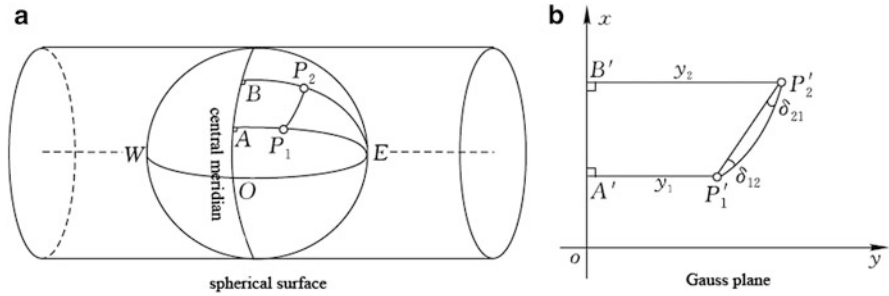 a
b
x
B′
y₂
P′₂
δ₂₁
P₂
B
central meridian
A
P₁
W
E
O
A′
y₁
P′₁
δ₁₂
o
y
spherical surface
Gauss plane